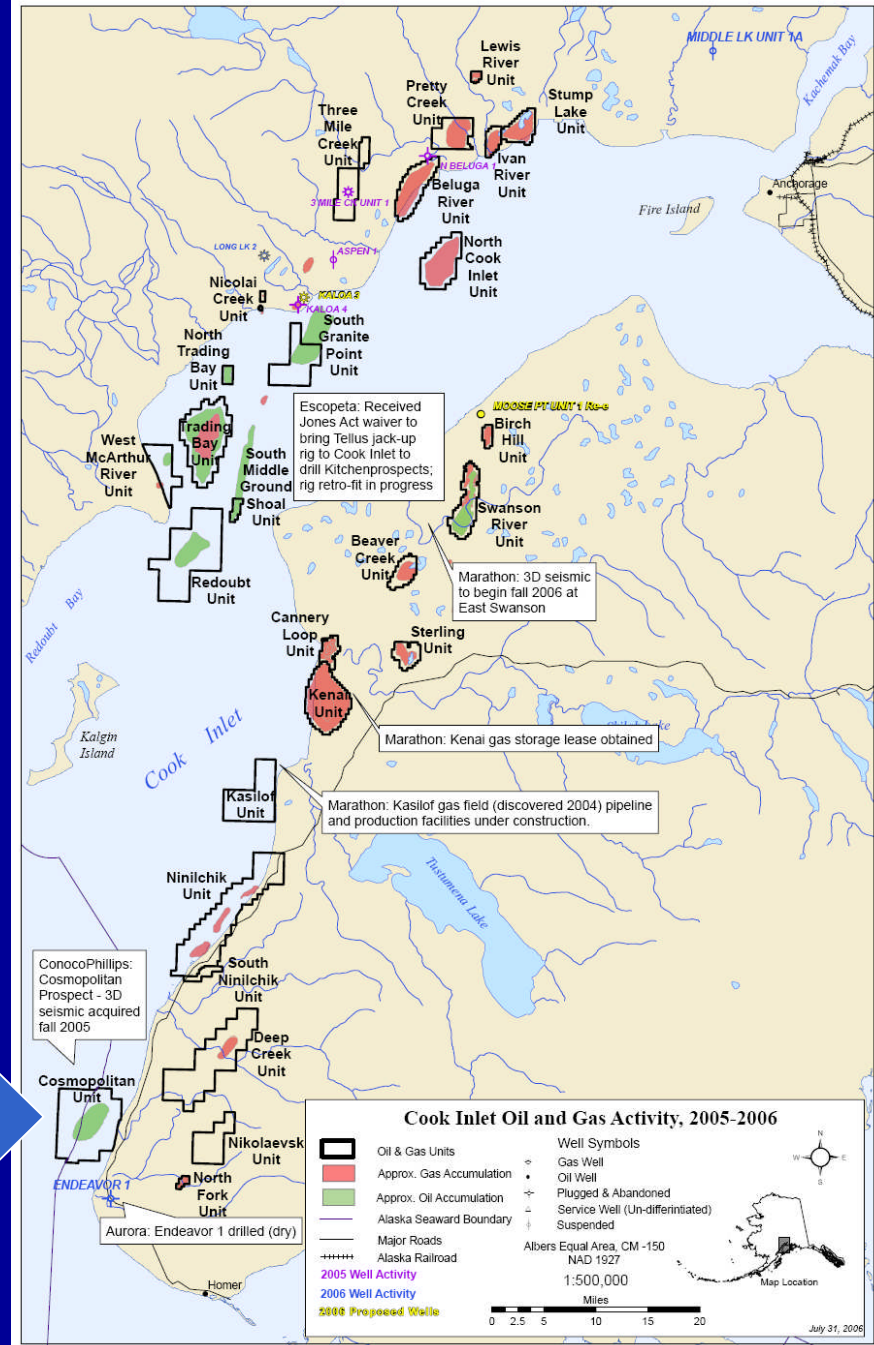 MIDDLE LK UNIT 1A
Kachemak Bay
Lewis
River
Unit
Pretty
Creek
Unit
Stump
Lake
Unit
Three
Mile
Creek
Unit
N BELUGA 1
Ivan
River
Unit
3 MILE CK UNIT 1
Beluga
River
Unit
Anchorage
Fire Island
North
Cook
Inlet
Unit
LONG LK 2
ASPEN 1
Nicolai
Creek
Unit
KALOA 3
KALOA 4
South
Granite
Point
Unit
North
Trading
Bay
Unit
Escopeta: Received
Jones Act waiver to
bring Tellus jack-up
rig to Cook Inlet to
drill Kitchenprospects;
rig retro-fit in progress
MOOSE PT UNIT 1 Re-e
Birch
Hill
Unit
West
McArthur
River
Unit
Trading
Bay
Unit
South
Middle
Ground
Shoal
Unit
Swanson
River
Unit
Redoubt
Unit
Beaver
Creek
Unit
Marathon: 3D seismic
to begin fall 2006 at
East Swanson
Redoubt Bay
Cannery
Loop
Unit
Sterling
Unit
Kenai
Unit
Kalgin
Island
Cook Inlet
Marathon: Kenai gas storage lease obtained
Kasilof
Unit
Marathon: Kasilof gas field (discovered 2004) pipeline
and production facilities under construction.
Tustumena Lake
Ninilchik
Unit
South
Ninilchik
Unit
ConocoPhillips:
Cosmopolitan
Prospect - 3D
seismic acquired
fall 2005
Deep
Creek
Unit
Cosmopolitan
Unit
Nikolaevsk
Unit
North
Fork
Unit
ENDEAVOR 1
Aurora: Endeavor 1 drilled (dry)
Homer
Cook Inlet Oil and Gas Activity, 2005-2006
Oil & Gas Units
Approx. Gas Accumulation
Approx. Oil Accumulation
Alaska Seaward Boundary
Major Roads
Alaska Railroad
2005 Well Activity
2006 Well Activity
2006 Proposed Wells
Well Symbols
Gas Well
Oil Well
Plugged & Abandoned
Service Well (Un-differintiated)
Suspended
Albers Equal Area, CM -150
NAD 1927
1:500,000
Miles
0 2.5 5 10 15 20
N
W E
S
Map Location
July 31, 2006